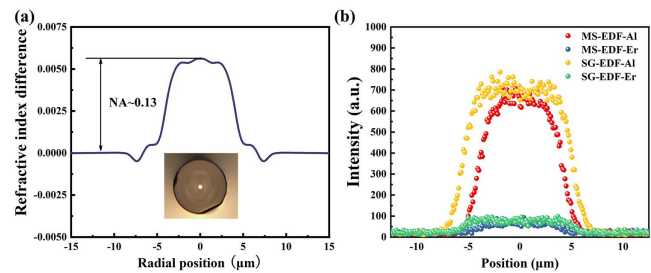 (a)
Refractive index difference
0.0075
0.0050
0.0025
0.0000
-0.0025
-0.0050
NA~0.13
-15
-10
-5
0
5
10
15
Radial position（μm）
(b)
Intensity (a.u.)
1000
900
800
700
600
500
400
300
200
100
0
MS-EDF-Al
MS-EDF-Er
SG-EDF-Al
SG-EDF-Er
-10
-5
0
5
10
Position (μm)